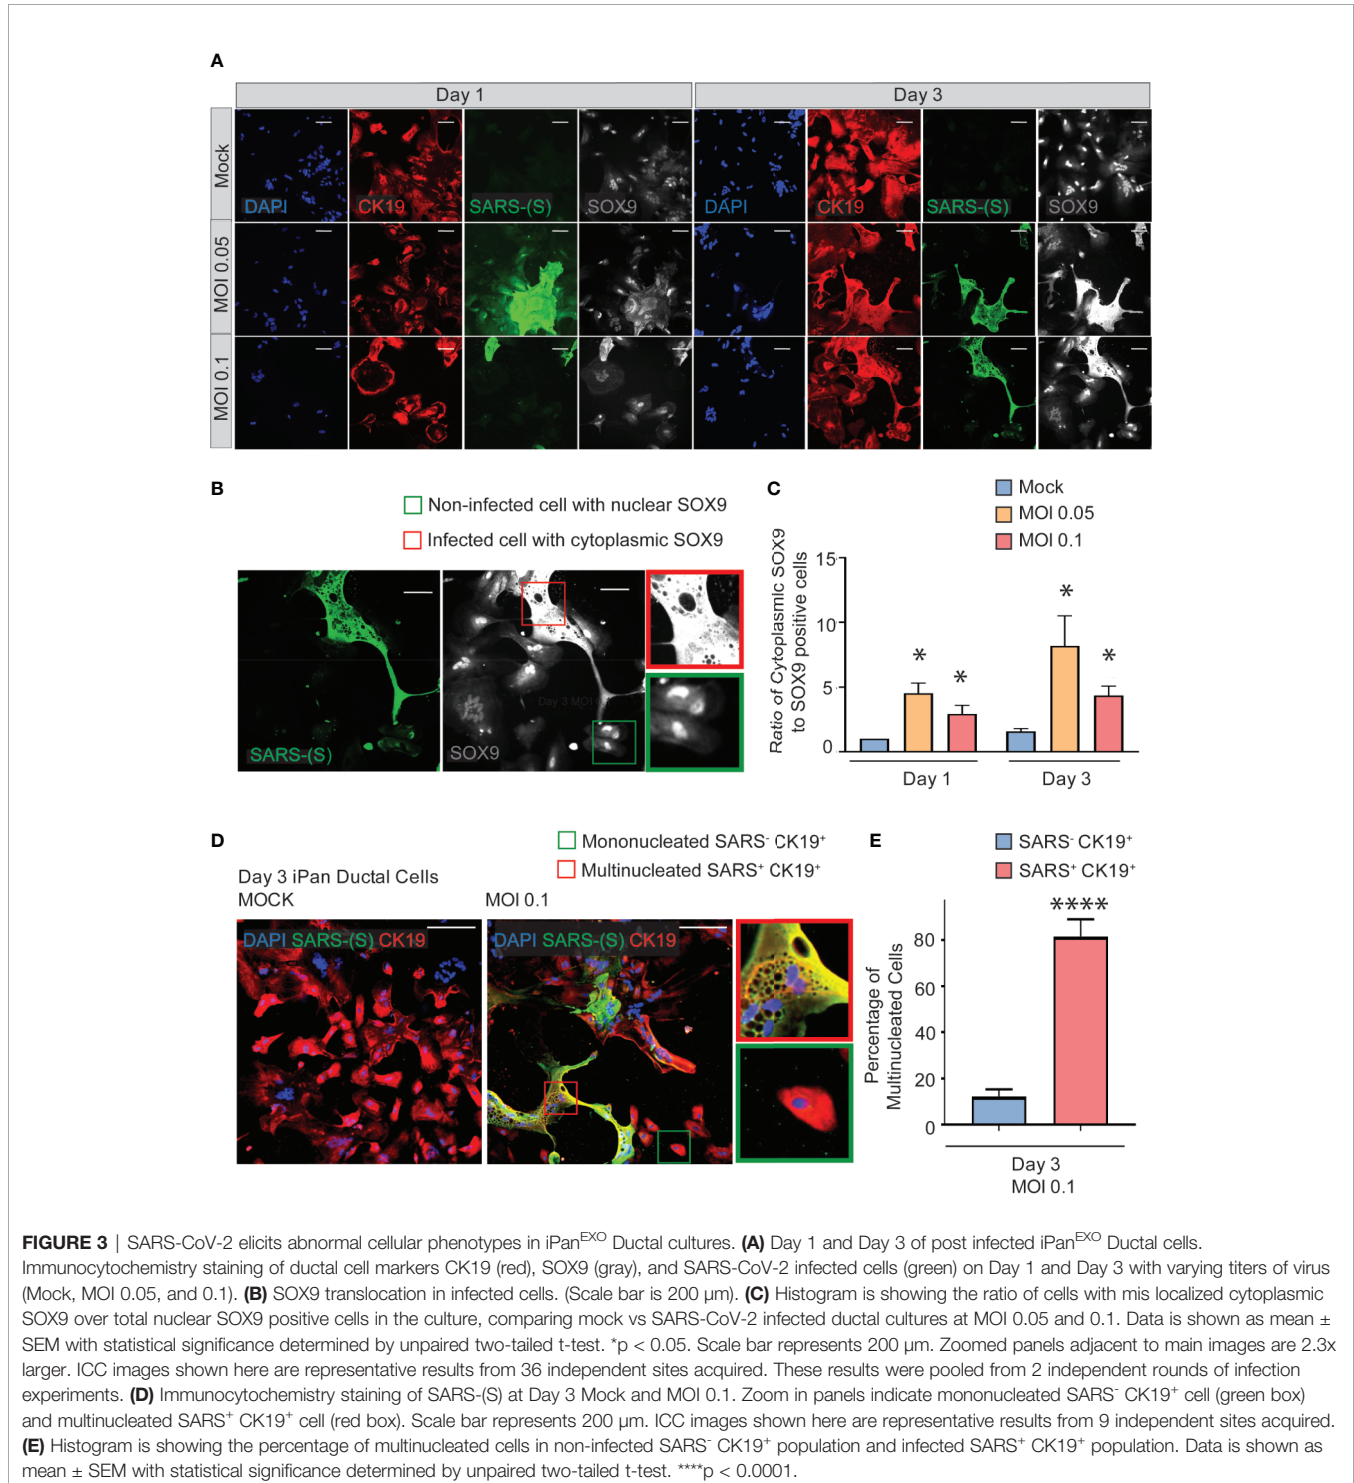 A
Day 1
Day 3
Mock
DAPI
CK19
SARS-(S)
SOX9
DAPI
CK19
SARS-(S)
SOX9
MOI 0.05
MOI 0.1
B
Non-infected cell with nuclear SOX9
Infected cell with cytoplasmic SOX9
SARS-(S)
SOX9
Day 3 MOI
C
Mock
MOI 0.05
MOI 0.1
Ratio of Cytoplasmic SOX9
to SOX9 positive cells
15
10
5
0
* * * *
Day 1
Day 3
D
Mononucleated SARS⁻ CK19⁺
Multinucleated SARS⁺ CK19⁺
Day 3 iPan Ductal Cells
MOCK
MOI 0.1
DAPI SARS-(S) CK19
DAPI SARS-(S) CK19
E
SARS⁻ CK19⁺
SARS⁺ CK19⁺
****
Percentage of
Multinucleated Cells
80
60
40
20
0
Day 3
MOI 0.1
FIGURE 3 | SARS-CoV-2 elicits abnormal cellular phenotypes in iPanᴱˣᴼ Ductal cultures. (A) Day 1 and Day 3 of post infected iPanᴱˣᴼ Ductal cells.
Immunocytochemistry staining of ductal cell markers CK19 (red), SOX9 (gray), and SARS-CoV-2 infected cells (green) on Day 1 and Day 3 with varying titers of virus
(Mock, MOI 0.05, and 0.1). (B) SOX9 translocation in infected cells. (Scale bar is 200 µm). (C) Histogram is showing the ratio of cells with mis localized cytoplasmic
SOX9 over total nuclear SOX9 positive cells in the culture, comparing mock vs SARS-CoV-2 infected ductal cultures at MOI 0.05 and 0.1. Data is shown as mean ±
SEM with statistical significance determined by unpaired two-tailed t-test. *p < 0.05. Scale bar represents 200 µm. Zoomed panels adjacent to main images are 2.3x
larger. ICC images shown here are representative results from 36 independent sites acquired. These results were pooled from 2 independent rounds of infection
experiments. (D) Immunocytochemistry staining of SARS-(S) at Day 3 Mock and MOI 0.1. Zoom in panels indicate mononucleated SARS⁻ CK19⁺ cell (green box)
and multinucleated SARS⁺ CK19⁺ cell (red box). Scale bar represents 200 µm. ICC images shown here are representative results from 9 independent sites acquired.
(E) Histogram is showing the percentage of multinucleated cells in non-infected SARS⁻ CK19⁺ population and infected SARS⁺ CK19⁺ population. Data is shown as
mean ± SEM with statistical significance determined by unpaired two-tailed t-test. ****p < 0.0001.